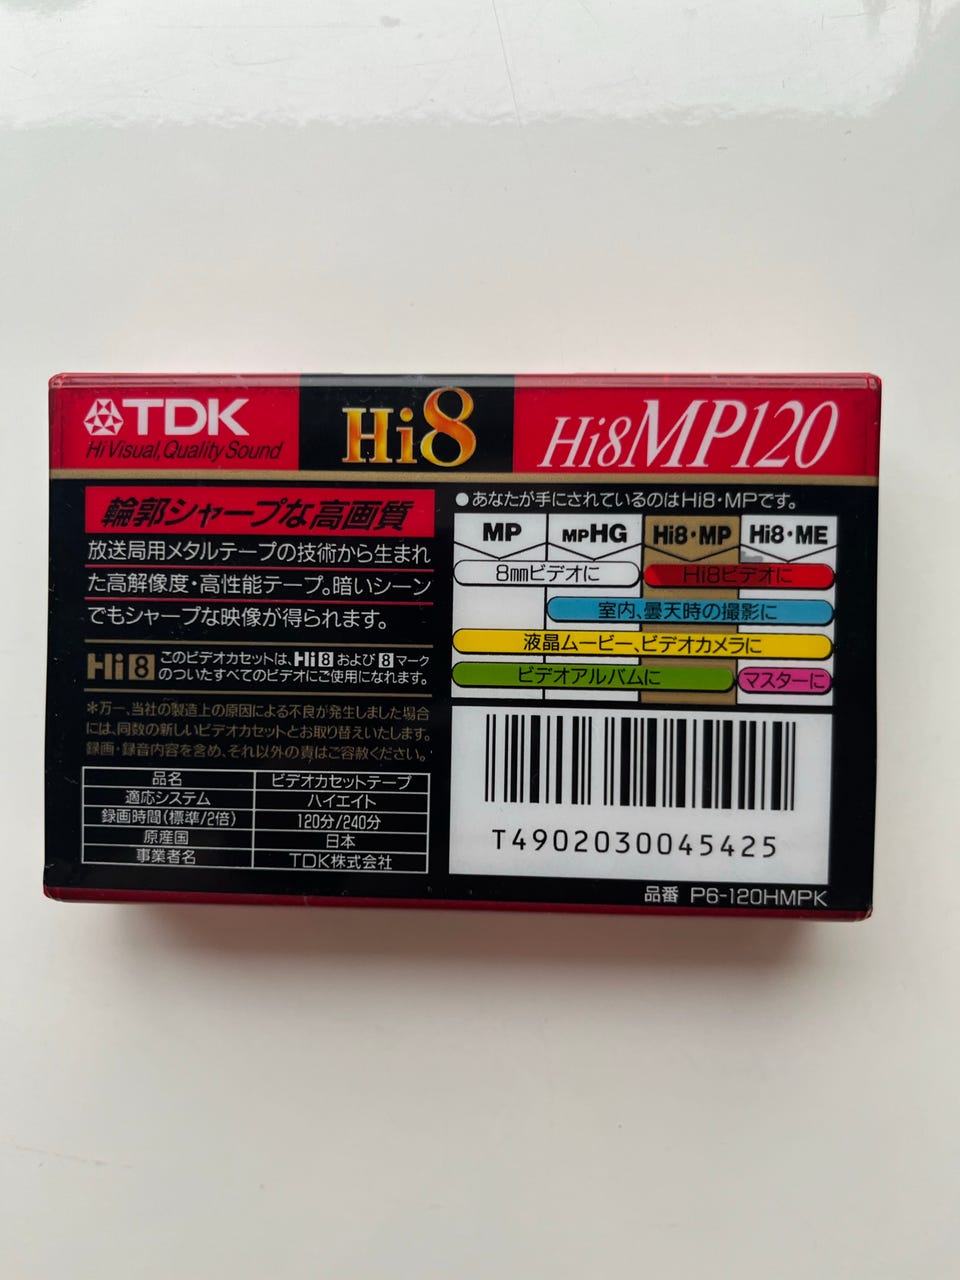 TDK
Hi Visual, Quality Sound
Hi8
Hi8MP120
輪郭シャープな高画質
放送局用メタルテープの技術から生まれ
た高解像度・高性能テープ。暗いシーン
でもシャープな映像が得られます。
Hi8 このビデオカセットは、Hi8 および 8 マーク
のついたすべてのビデオにご使用になれます。
*万一、当社の製造上の原因による不良が発生しました場合
には、同数の新しいビデオカセットとお取り替えいたします。
録画・録音内容を含め、それ以外の責はご容赦ください。
品名 ビデオカセットテープ
適応システム ハイエイト
録画時間(標準/2倍) 120分/240分
原産国 日本
事業者名 TDK株式会社
●あなたが手にされているのはHi8・MPです。
MP MPHG Hi8・MP Hi8・ME
8mmビデオに Hi8ビデオに
室内、曇天時の撮影に
液晶ムービー、ビデオカメラに
ビデオアルバムに マスターに
T4902030045425
品番 P6-120HMPK